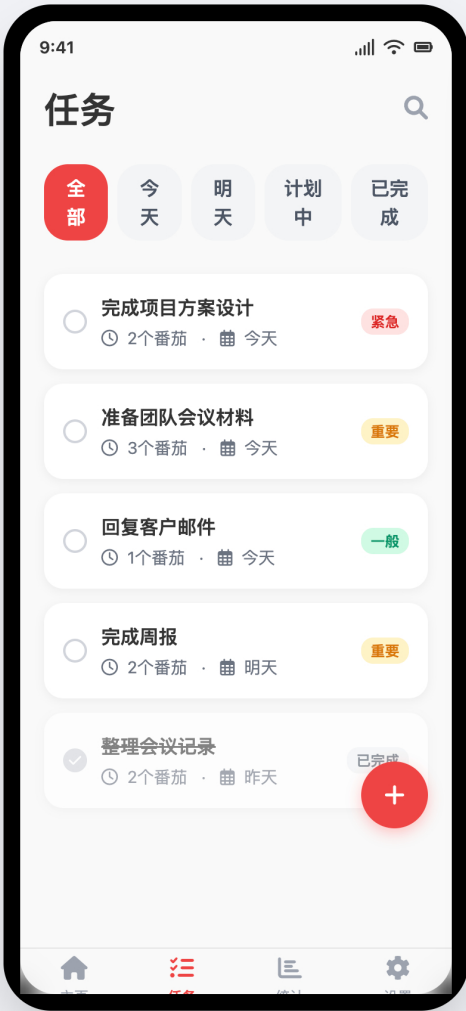 9:41
任务
全部
今天
明天
计划中
已完成
完成项目方案设计
2个番茄 · 今天
紧急
准备团队会议材料
3个番茄 · 今天
重要
回复客户邮件
1个番茄 · 今天
一般
完成周报
2个番茄 · 明天
重要
整理会议记录
2个番茄 · 昨天
已完成
任务